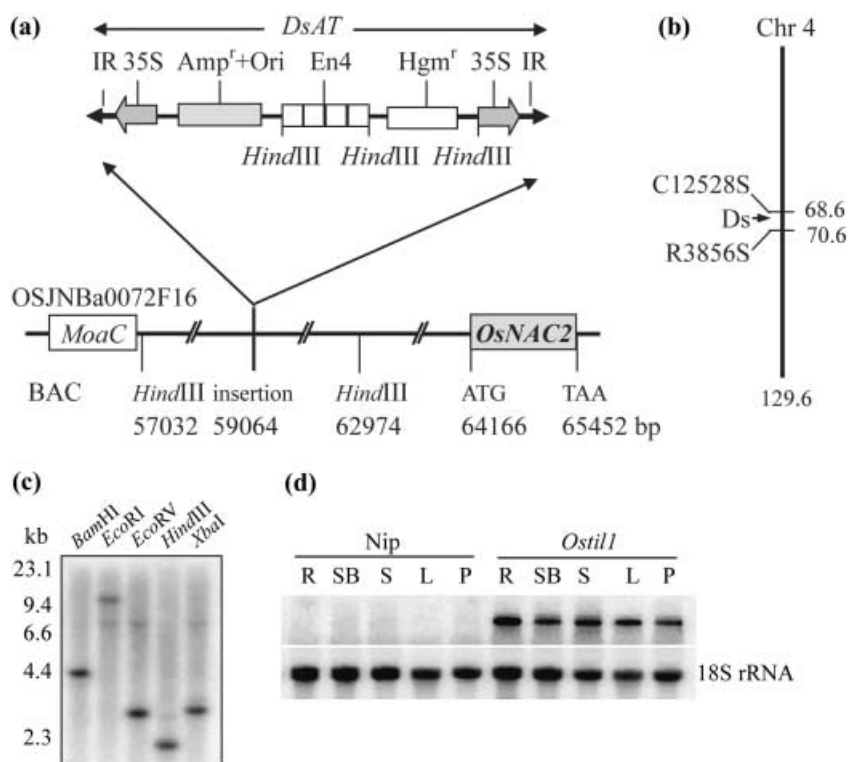 (a)
DsAT
IR 35S Ampʳ+Ori En4 Hgmʳ 35S IR
HindIII HindIII HindIII
OSJNBa0072F16
MoaC OsNAC2
BAC HindIII insertion HindIII ATG TAA
57032 59064 62974 64166 65452 bp
(b)
Chr 4
C12528S 68.6
Ds
R3856S 70.6
129.6
(c)
kb BamHI EcoRI EcoRV HindIII XbaI
23.1
9.4
6.6
4.4
2.3
(d)
Nip Ostil1
R SB S L P R SB S L P
18S rRNA